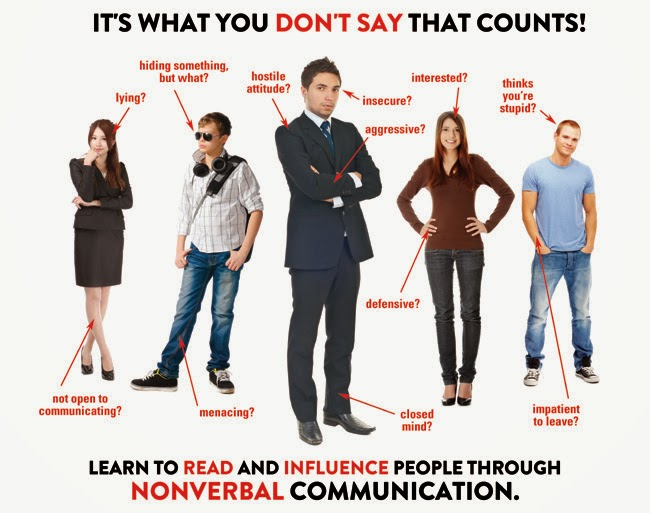 IT'S WHAT YOU DON'T SAY THAT COUNTS!
lying?
hiding something,
but what?
hostile
attitude?
insecure?
aggressive?
interested?
thinks
you're
stupid?
defensive?
not open to
communicating?
menacing?
closed
mind?
impatient
to leave?
LEARN TO READ AND INFLUENCE PEOPLE THROUGH
NONVERBAL COMMUNICATION.